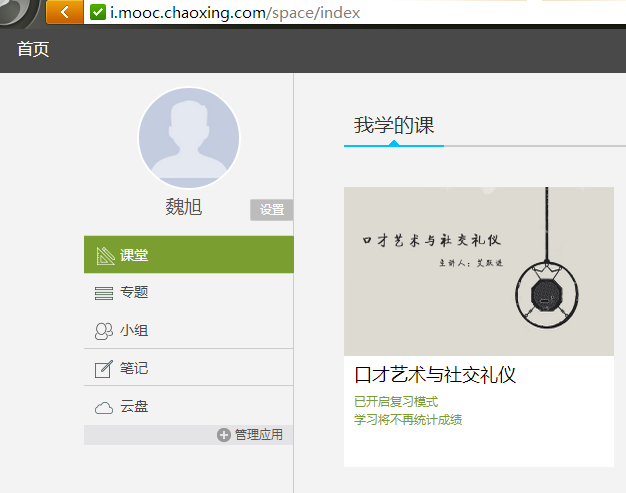 i.mooc.chaoxing.com/space/index
首页
魏旭
设置
课堂
专题
小组
笔记
云盘
管理应用
我学的课
口才艺术与社交礼仪
主讲人：艾跃进
口才艺术与社交礼仪
已开启复习模式
学习将不再统计成绩